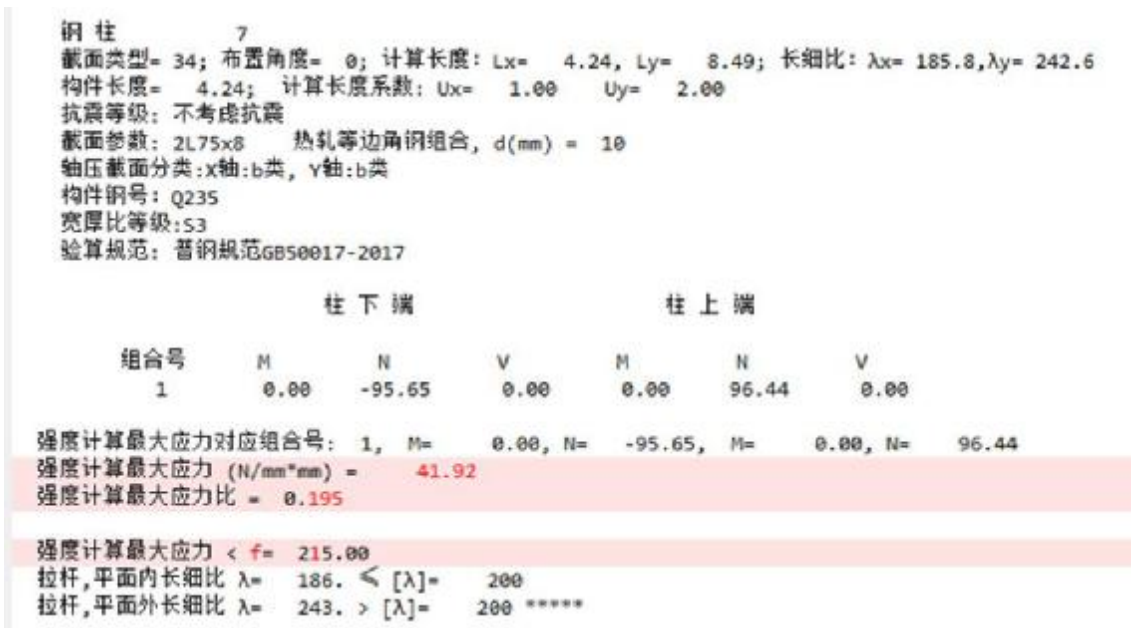 钢 柱 7
截面类型= 34; 布置角度= 0; 计算长度: Lx= 4.24, Ly= 8.49; 长细比: λx= 185.8,λy= 242.6
构件长度= 4.24; 计算长度系数: Ux= 1.00 Uy= 2.00
抗震等级: 不考虑抗震
截面参数: 2L75x8 热轧等边角钢组合, d(mm) = 10
轴压截面分类:X轴:b类, Y轴:b类
构件钢号: Q235
宽厚比等级:S3
验算规范: 普钢规范GB50017-2017
柱 下 端 柱 上 端
组合号 M N V M N V
1 0.00 -95.65 0.00 0.00 96.44 0.00
强度计算最大应力对应组合号: 1, M= 0.00, N= -95.65, M= 0.00, N= 96.44
强度计算最大应力 (N/mm*mm) = 41.92
强度计算最大应力比 = 0.195
强度计算最大应力 < f= 215.00
拉杆,平面内长细比 λ= 186. ≤ [λ]= 200
拉杆,平面外长细比 λ= 243. > [λ]= 200 *****